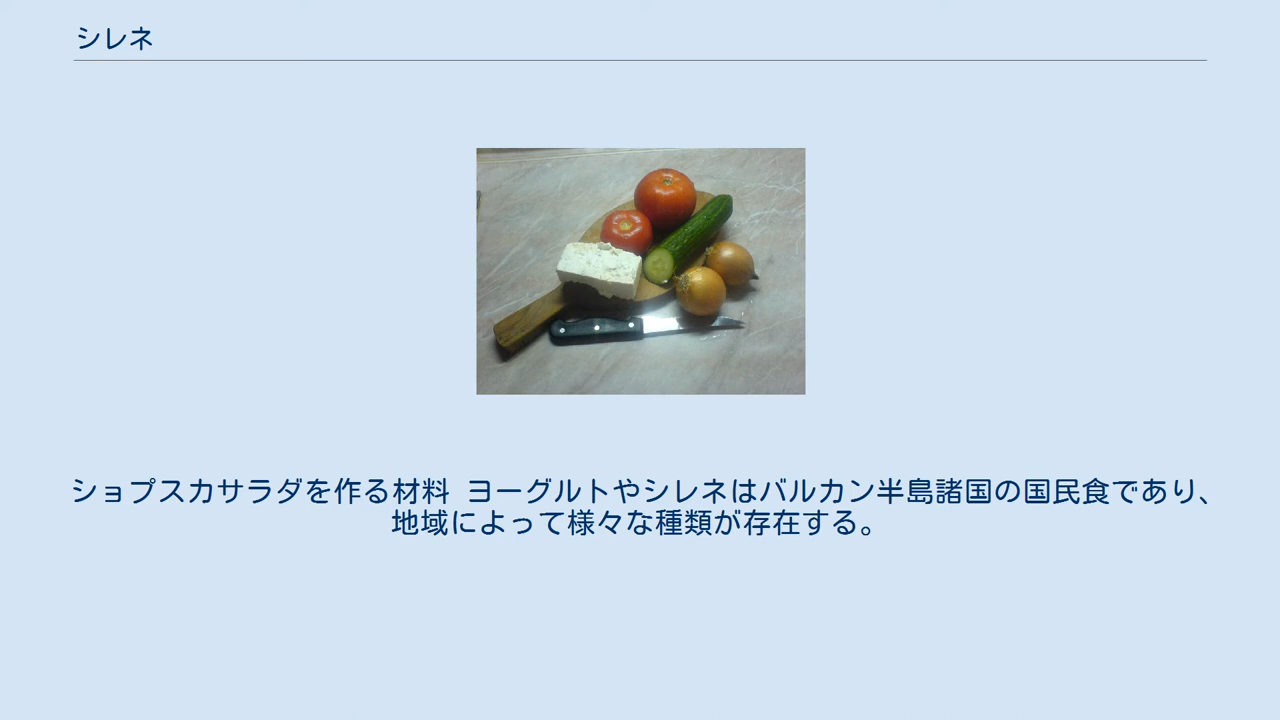 シレネ
ショプスカサラダを作る材料 ヨーグルトやシレネはバルカン半島諸国の国民食であり、
地域によって様々な種類が存在する。